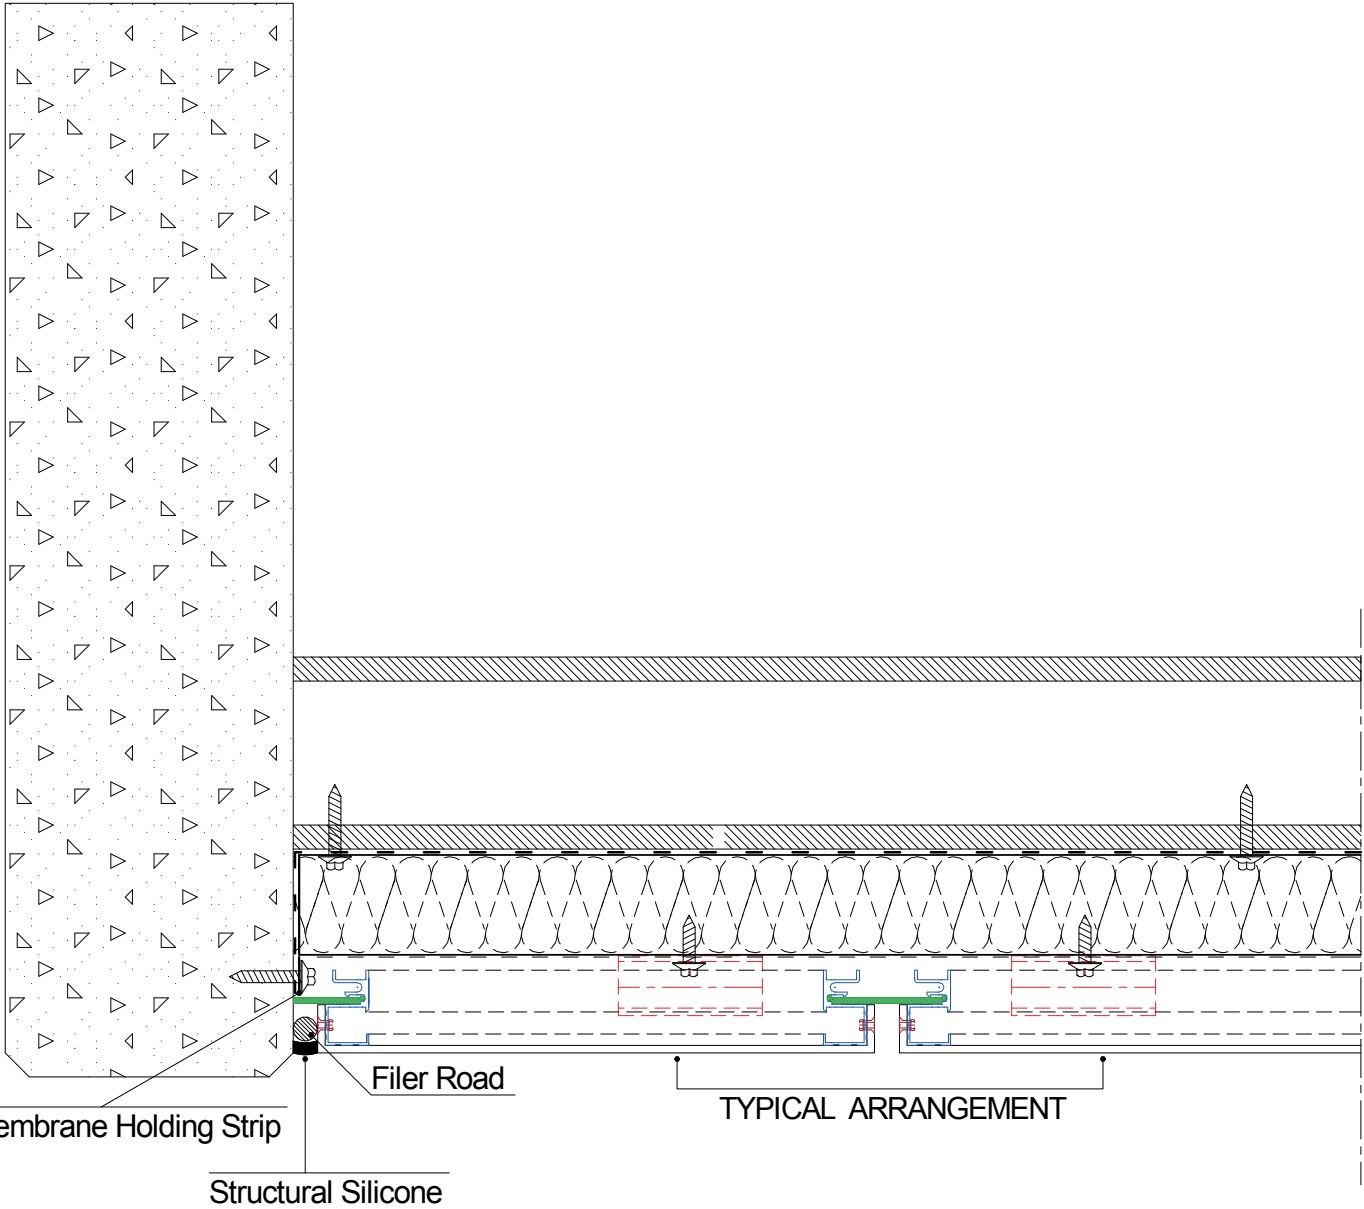 Filer Road
TYPICAL ARRANGEMENT
embrane Holding Strip
Structural Silicone